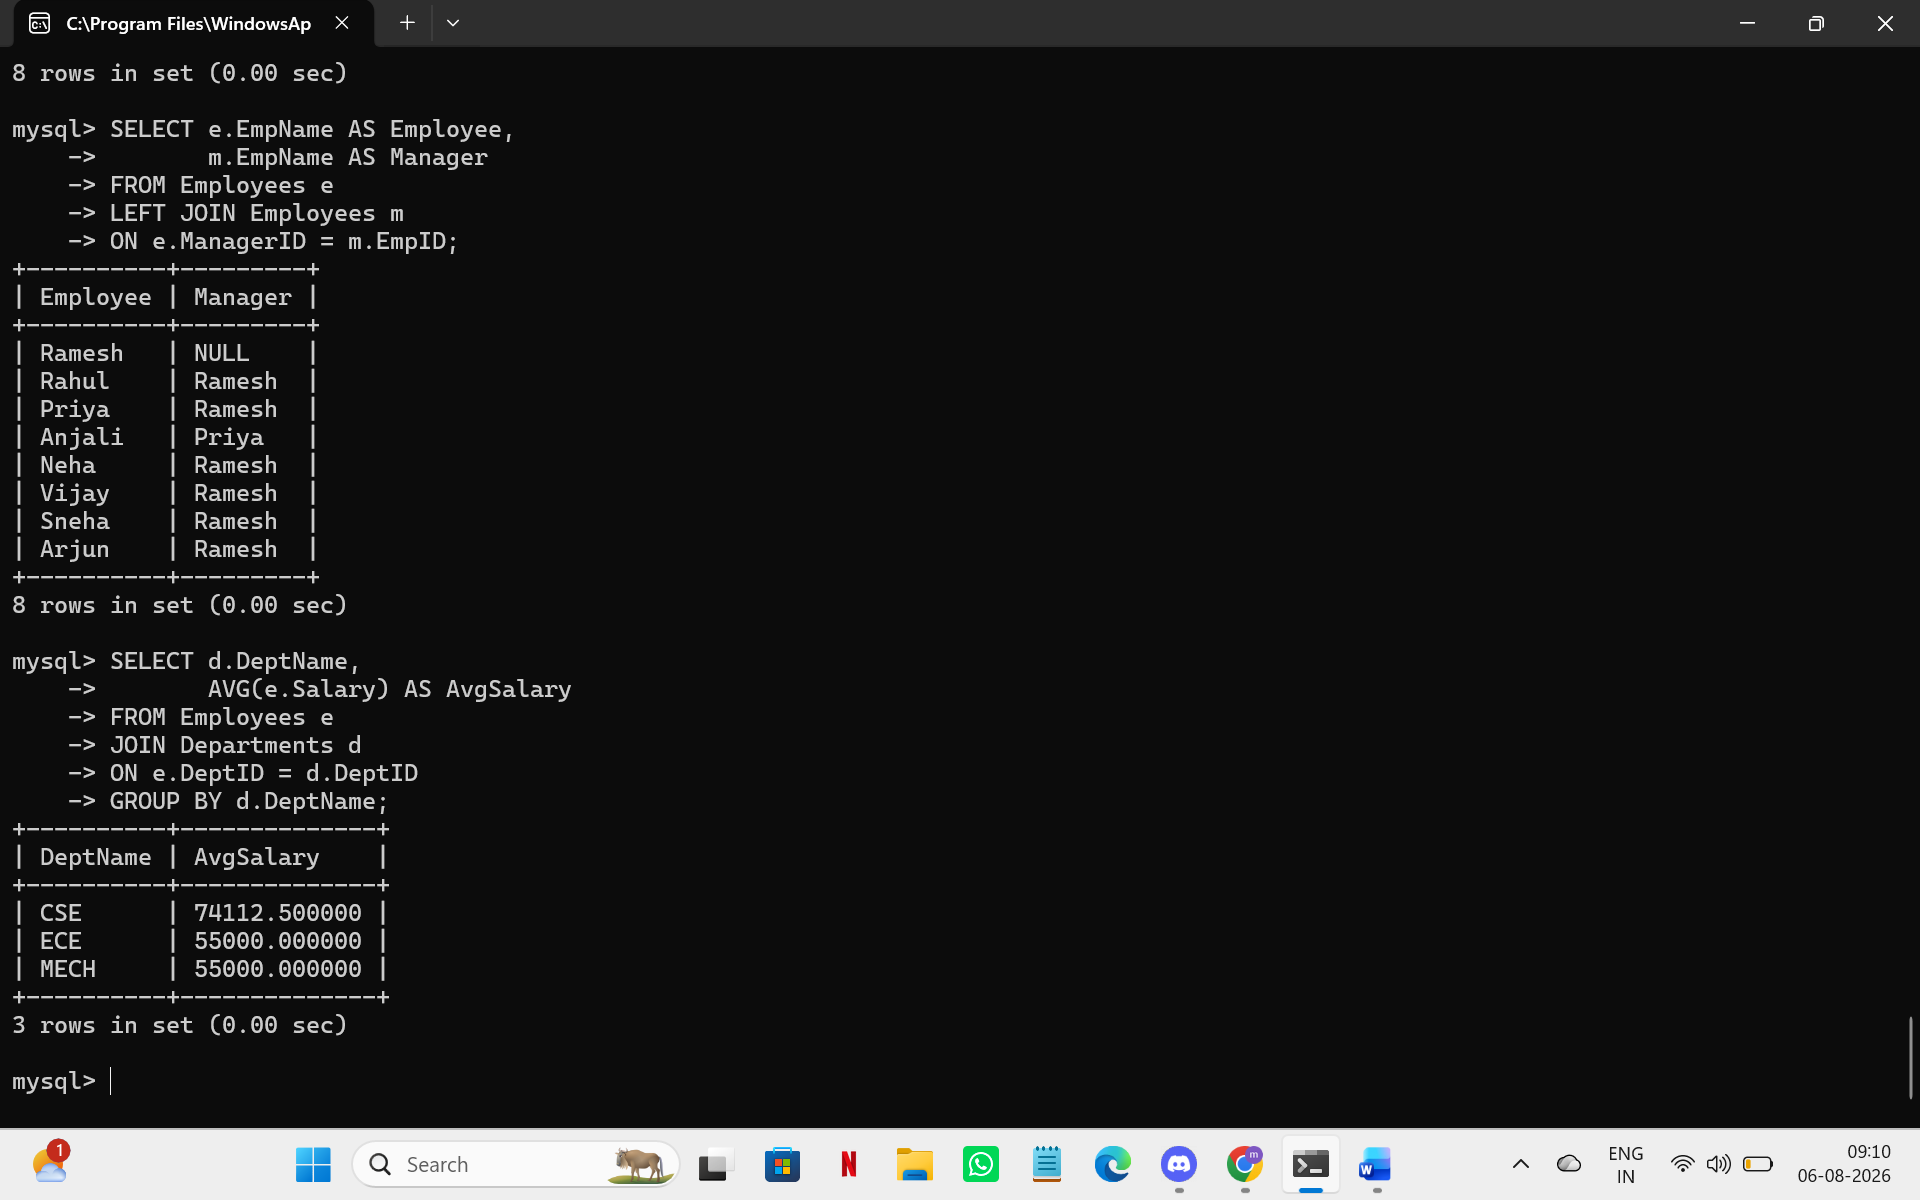 C:\Program Files\WindowsAp
8 rows in set (0.00 sec)
mysql> SELECT e.EmpName AS Employee,
    ->        m.EmpName AS Manager
    -> FROM Employees e
    -> LEFT JOIN Employees m
    -> ON e.ManagerID = m.EmpID;
+----------+---------+
| Employee | Manager |
+----------+---------+
| Ramesh   | NULL    |
| Rahul    | Ramesh  |
| Priya    | Ramesh  |
| Anjali   | Priya   |
| Neha     | Ramesh  |
| Vijay    | Ramesh  |
| Sneha    | Ramesh  |
| Arjun    | Ramesh  |
+----------+---------+
8 rows in set (0.00 sec)
mysql> SELECT d.DeptName,
    ->        AVG(e.Salary) AS AvgSalary
    -> FROM Employees e
    -> JOIN Departments d
    -> ON e.DeptID = d.DeptID
    -> GROUP BY d.DeptName;
+----------+--------------+
| DeptName | AvgSalary    |
+----------+--------------+
| CSE      | 74112.500000 |
| ECE      | 55000.000000 |
| MECH     | 55000.000000 |
+----------+--------------+
3 rows in set (0.00 sec)
mysql>
1
Search
N
m
W
ENG
IN
09:10
06-08-2026